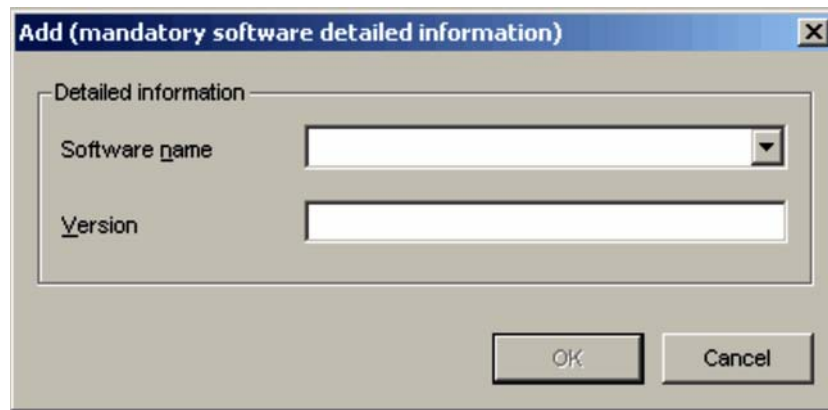 Add (mandatory software detailed information)
Detailed information
Software name
Version
OK
Cancel